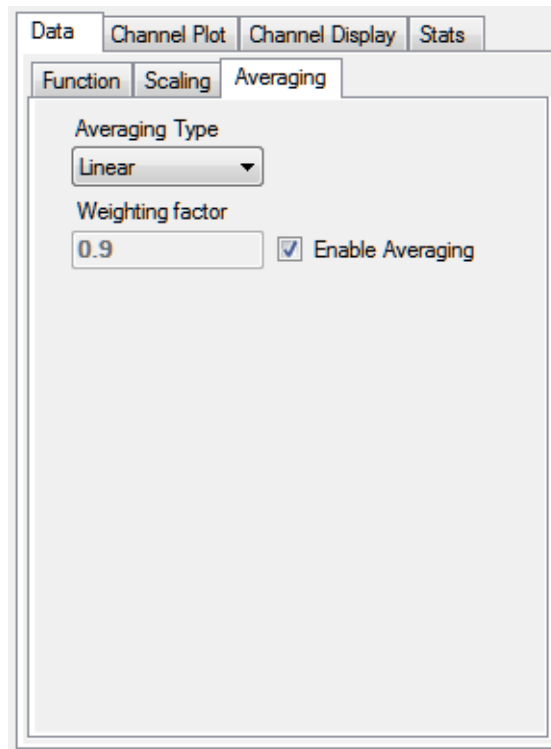 Data Channel Plot Channel Display Stats
Function Scaling Averaging
Averaging Type
Linear
Weighting factor
0.9 Enable Averaging